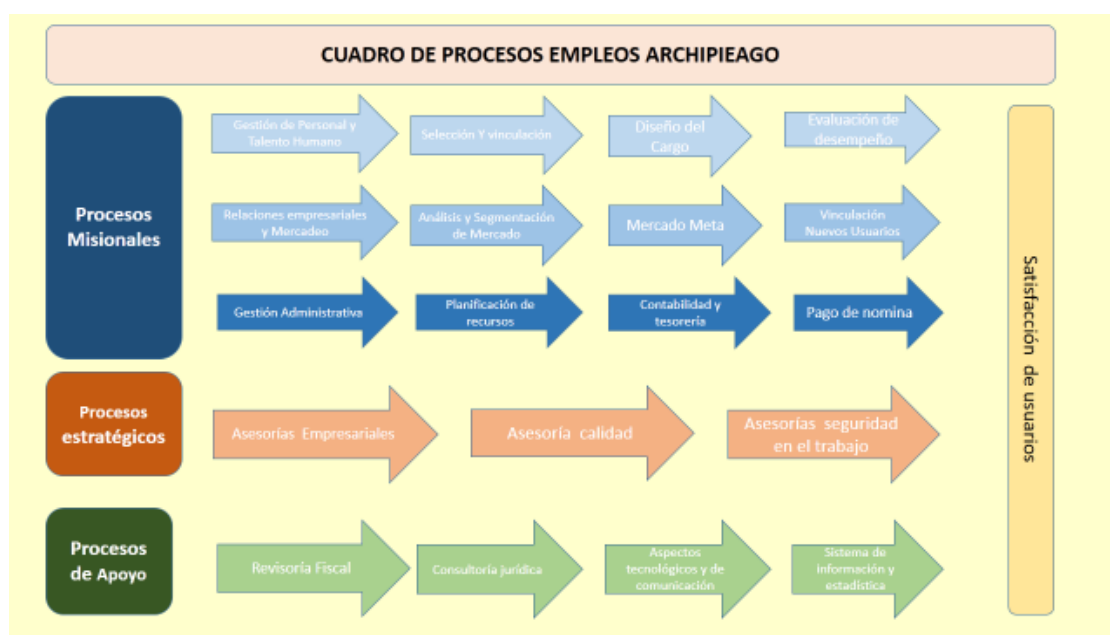 CUADRO DE PROCESOS EMPLEOS ARCHIPIEAGO
Procesos
Misionales
Gestión de Personal y
Talento Humano
Selección Y vinculación
Diseño del
Cargo
Evaluación de
desempeño
Relaciones empresariales
y Mercadeo
Análisis y Segmentación
de Mercado
Mercado Meta
Vinculación
Nuevos Usuarios
Gestión Administrativa
Planificación de
recursos
Contabilidad y
tesorería
Pago de nomina
Procesos
estratégicos
Asesorías Empresariales
Asesoría calidad
Asesorías seguridad
en el trabajo
Procesos
de Apoyo
Revisoría Fiscal
Consultoría jurídica
Aspectos
tecnológicos y de
comunicación
Sistema de
información y
estadística
Satisfacción de usuarios